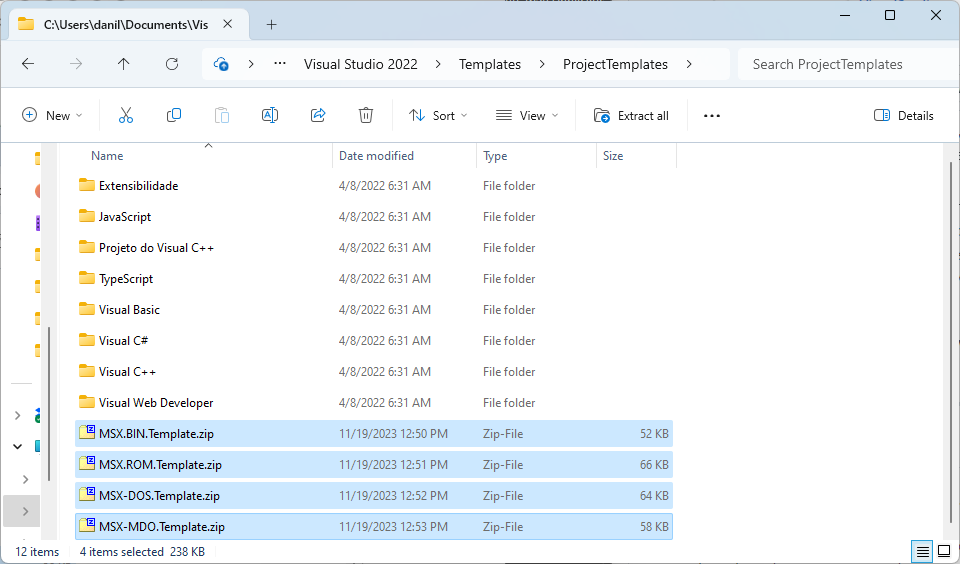 C:\Users\danil\Documents\Vis
Visual Studio 2022 Templates ProjectTemplates Search ProjectTemplates
New Sort View Extract all Details
Name Date modified Type Size
Extensibilidade 4/8/2022 6:31 AM File folder
JavaScript 4/8/2022 6:31 AM File folder
Projeto do Visual C++ 4/8/2022 6:31 AM File folder
TypeScript 4/8/2022 6:31 AM File folder
Visual Basic 4/8/2022 6:31 AM File folder
Visual C# 4/8/2022 6:31 AM File folder
Visual C++ 4/8/2022 6:31 AM File folder
Visual Web Developer 4/8/2022 6:31 AM File folder
MSX.BIN.Template.zip 11/19/2023 12:50 PM Zip-File 52 KB
MSX.ROM.Template.zip 11/19/2023 12:51 PM Zip-File 66 KB
MSX-DOS.Template.zip 11/19/2023 12:52 PM Zip-File 64 KB
MSX-MDO.Template.zip 11/19/2023 12:53 PM Zip-File 58 KB
12 items 4 items selected 238 KB